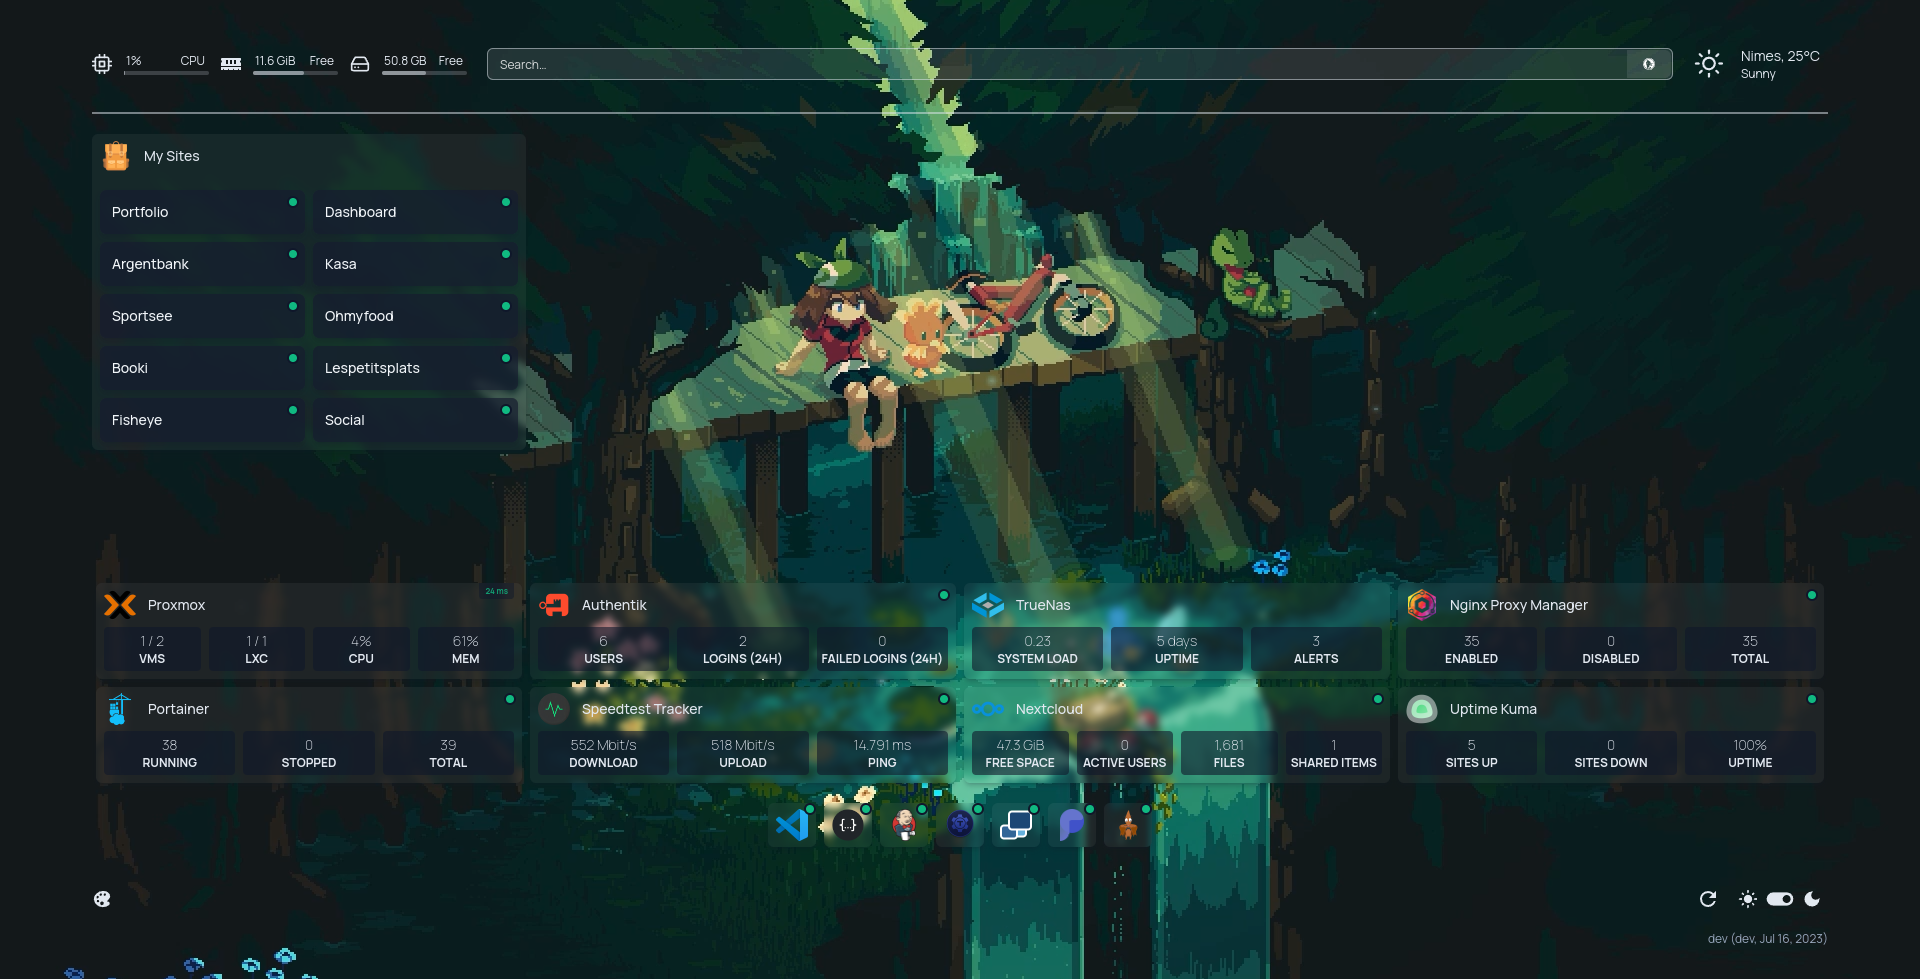 1% CPU 11.6 GiB Free 50.8 GB Free
Search...
Nimes, 25°C
Sunny
My Sites
Portfolio Dashboard
Argentbank Kasa
Sportsee Ohmyfood
Booki Lespetitsplats
Fisheye Social
Proxmox 24 ms
1 / 2 1 / 1 4% 61%
VMS LXC CPU MEM
Authentik
6 2 0
USERS LOGINS (24H) FAILED LOGINS (24H)
TrueNas
0.23 5 days 3
SYSTEM LOAD UPTIME ALERTS
Nginx Proxy Manager
35 0 35
ENABLED DISABLED TOTAL
Portainer
38 0 39
RUNNING STOPPED TOTAL
Speedtest Tracker
552 Mbit/s 518 Mbit/s 14.791 ms
DOWNLOAD UPLOAD PING
Nextcloud
47.3 GiB 0 1,681 1
FREE SPACE ACTIVE USERS FILES SHARED ITEMS
Uptime Kuma
5 0 100%
SITES UP SITES DOWN UPTIME
{...}
dev (dev, Jul 16, 2023)